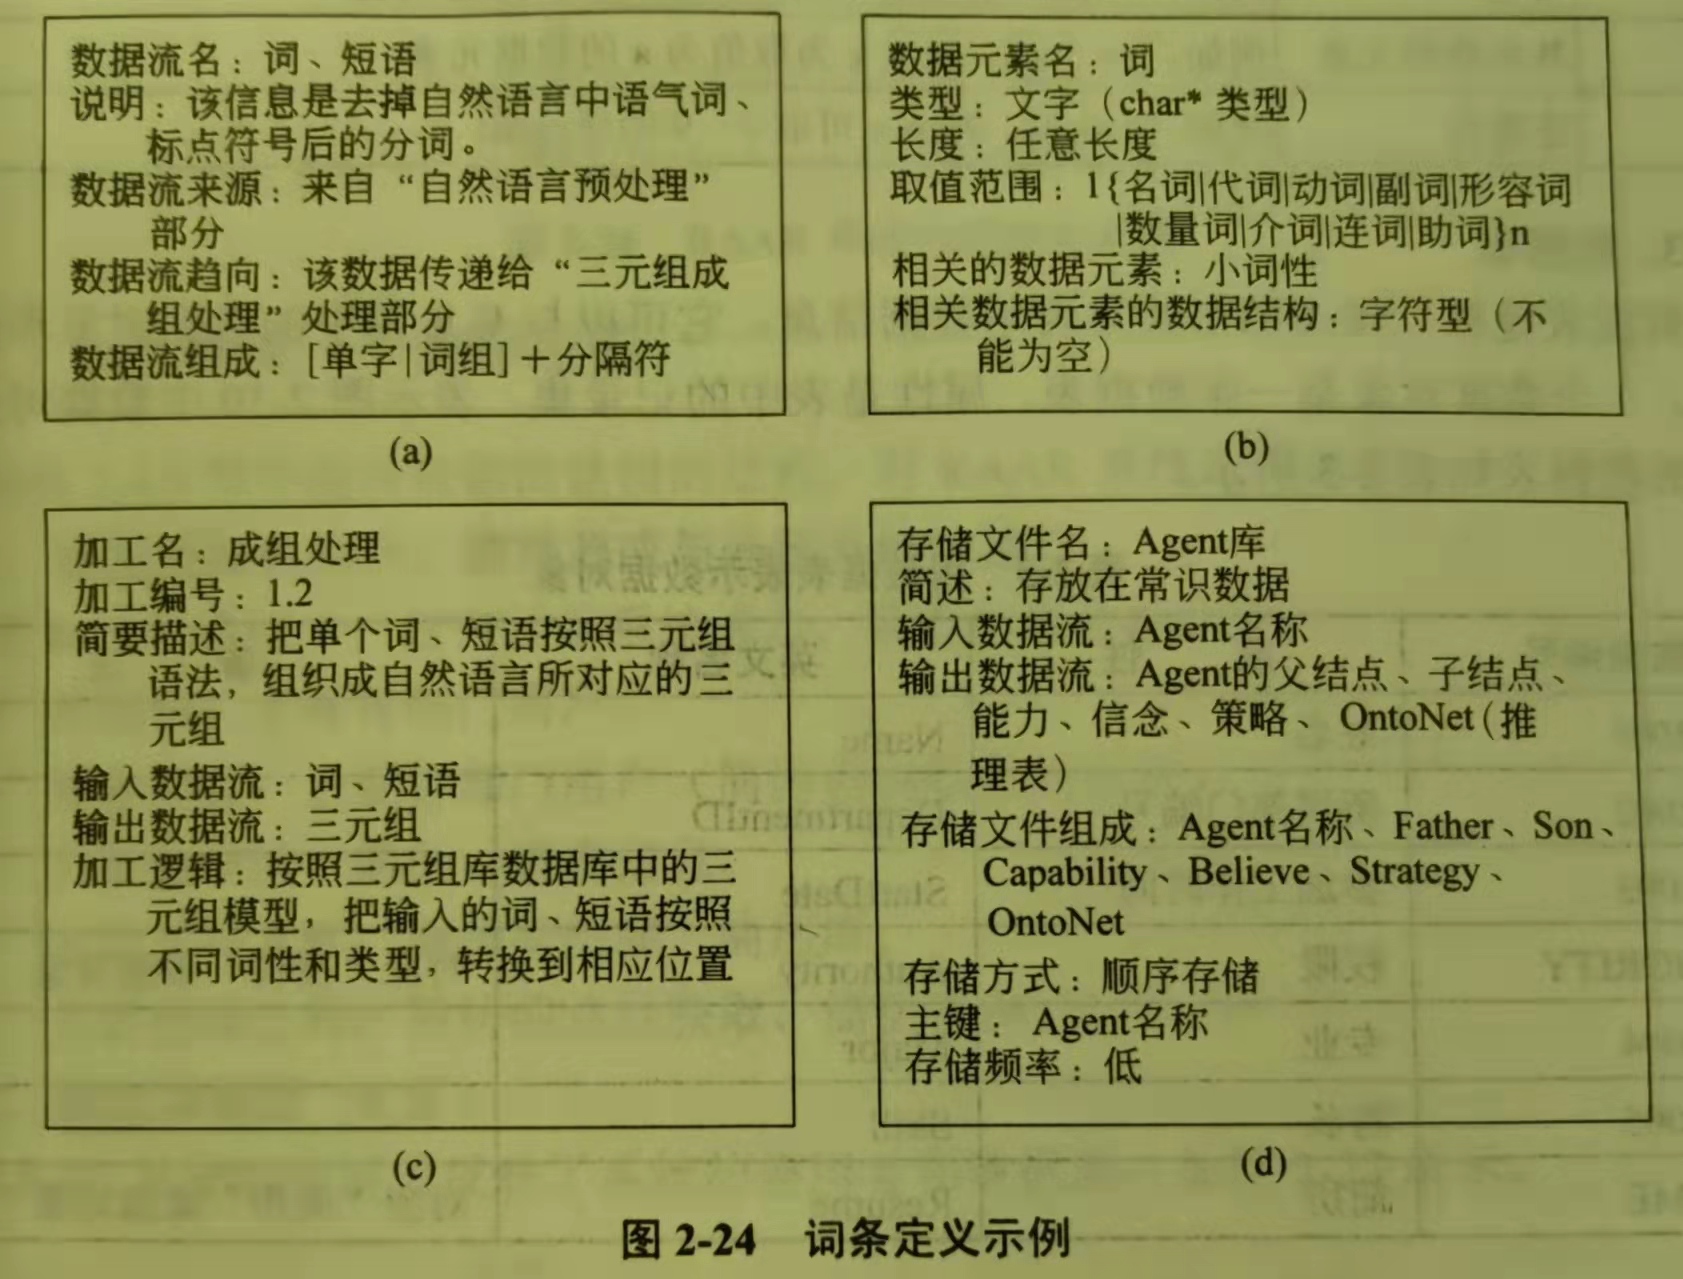 数据流名：词、短语
说明：该信息是去掉自然语言中语气词、
标点符号后的分词。
数据流来源：来自“自然语言预处理”
部分
数据流趋向：该数据传递给“三元组成
组处理”处理部分
数据流组成：[单字|词组]＋分隔符
(a)
数据元素名：词
类型：文字（char* 类型）
长度：任意长度
取值范围：1{名词|代词|动词|副词|形容词
|数量词|介词|连词|助词}n
相关的数据元素：小词性
相关数据元素的数据结构：字符型（不
能为空）
(b)
加工名：成组处理
加工编号：1.2
简要描述：把单个词、短语按照三元组
语法，组织成自然语言所对应的三
元组
输入数据流：词、短语
输出数据流：三元组
加工逻辑：按照三元组库数据库中的三
元组模型，把输入的词、短语按照
不同词性和类型，转换到相应位置
(c)
存储文件名：Agent库
简述：存放在常识数据
输入数据流：Agent名称
输出数据流：Agent的父结点、子结点、
能力、信念、策略、OntoNet（推
理表）
存储文件组成：Agent名称、Father、Son、
Capability、Believe、Strategy、
OntoNet
存储方式：顺序存储
主键：Agent名称
存储频率：低
(d)
图 2-24 词条定义示例